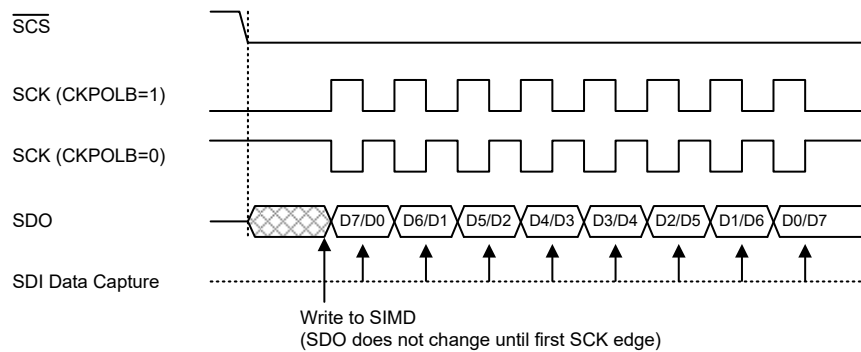 SCS
SCK (CKPOLB=1)
SCK (CKPOLB=0)
SDO D7/D0 D6/D1 D5/D2 D4/D3 D3/D4 D2/D5 D1/D6 D0/D7
SDI Data Capture
Write to SIMD
(SDO does not change until first SCK edge)